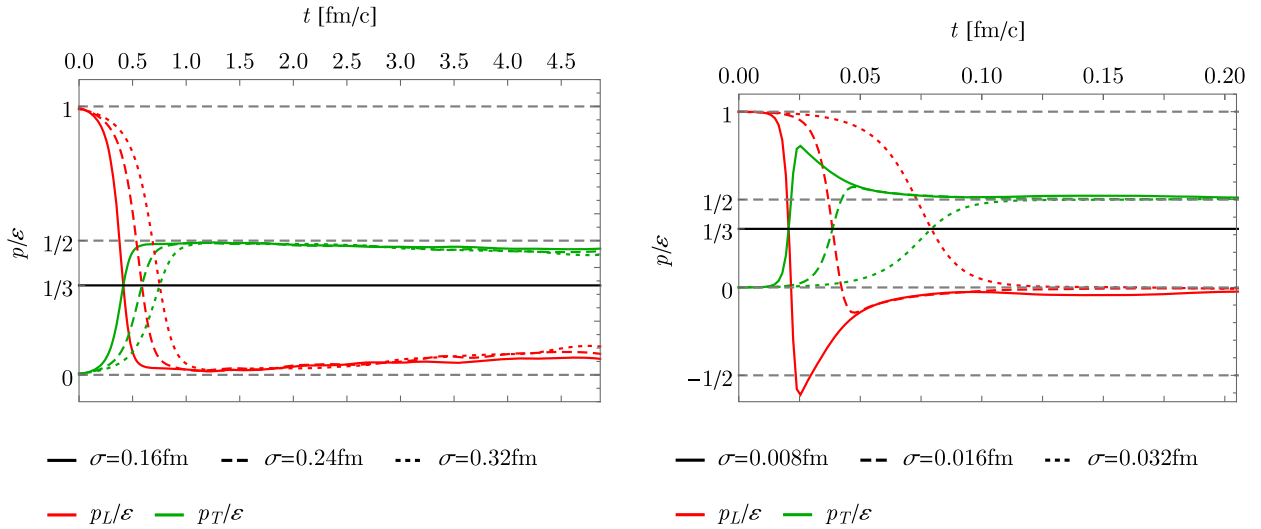 t [fm/c]
0.0 0.5 1.0 1.5 2.0 2.5 3.0 3.5 4.0 4.5
1
1/2
1/3
0
p/ε
σ=0.16fm σ=0.24fm σ=0.32fm
p_L/ε p_T/ε
t [fm/c]
0.00 0.05 0.10 0.15 0.20
1
1/2
1/3
0
−1/2
p/ε
σ=0.008fm σ=0.016fm σ=0.032fm
p_L/ε p_T/ε